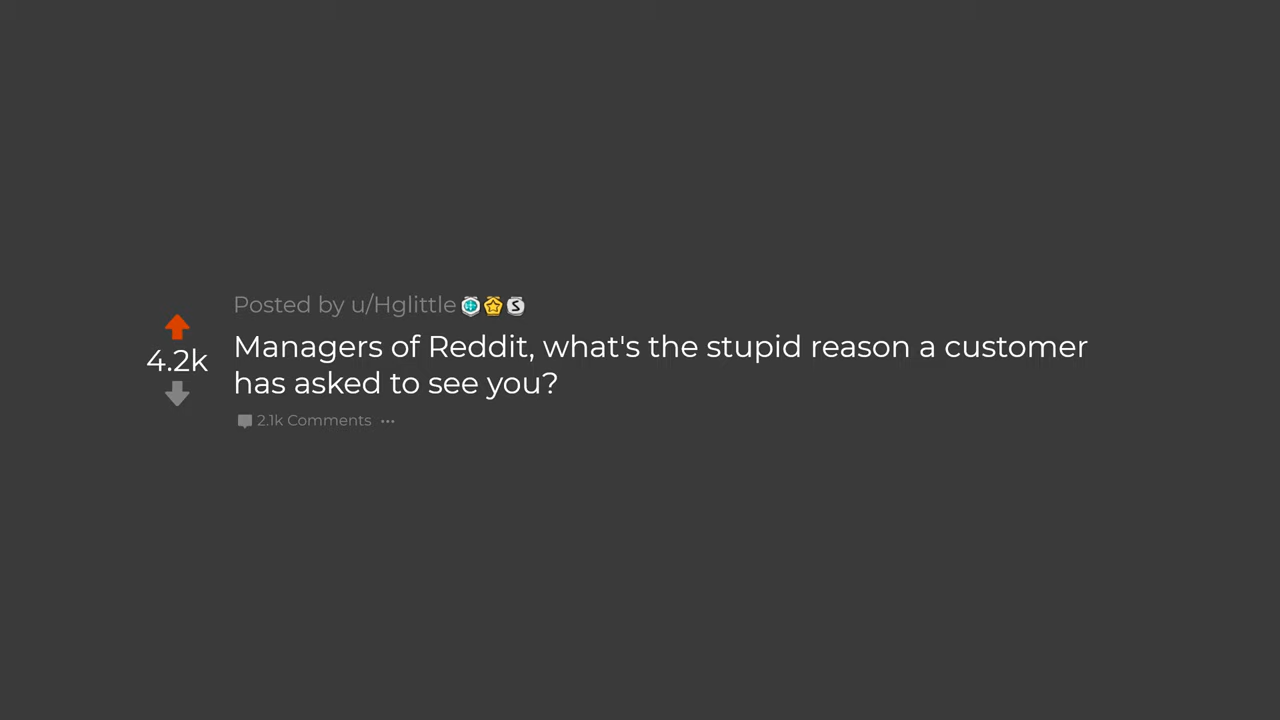 Posted by u/Hglittle
Managers of Reddit, what's the stupid reason a customer
4.2k
has asked to see you?
2.1k Comments